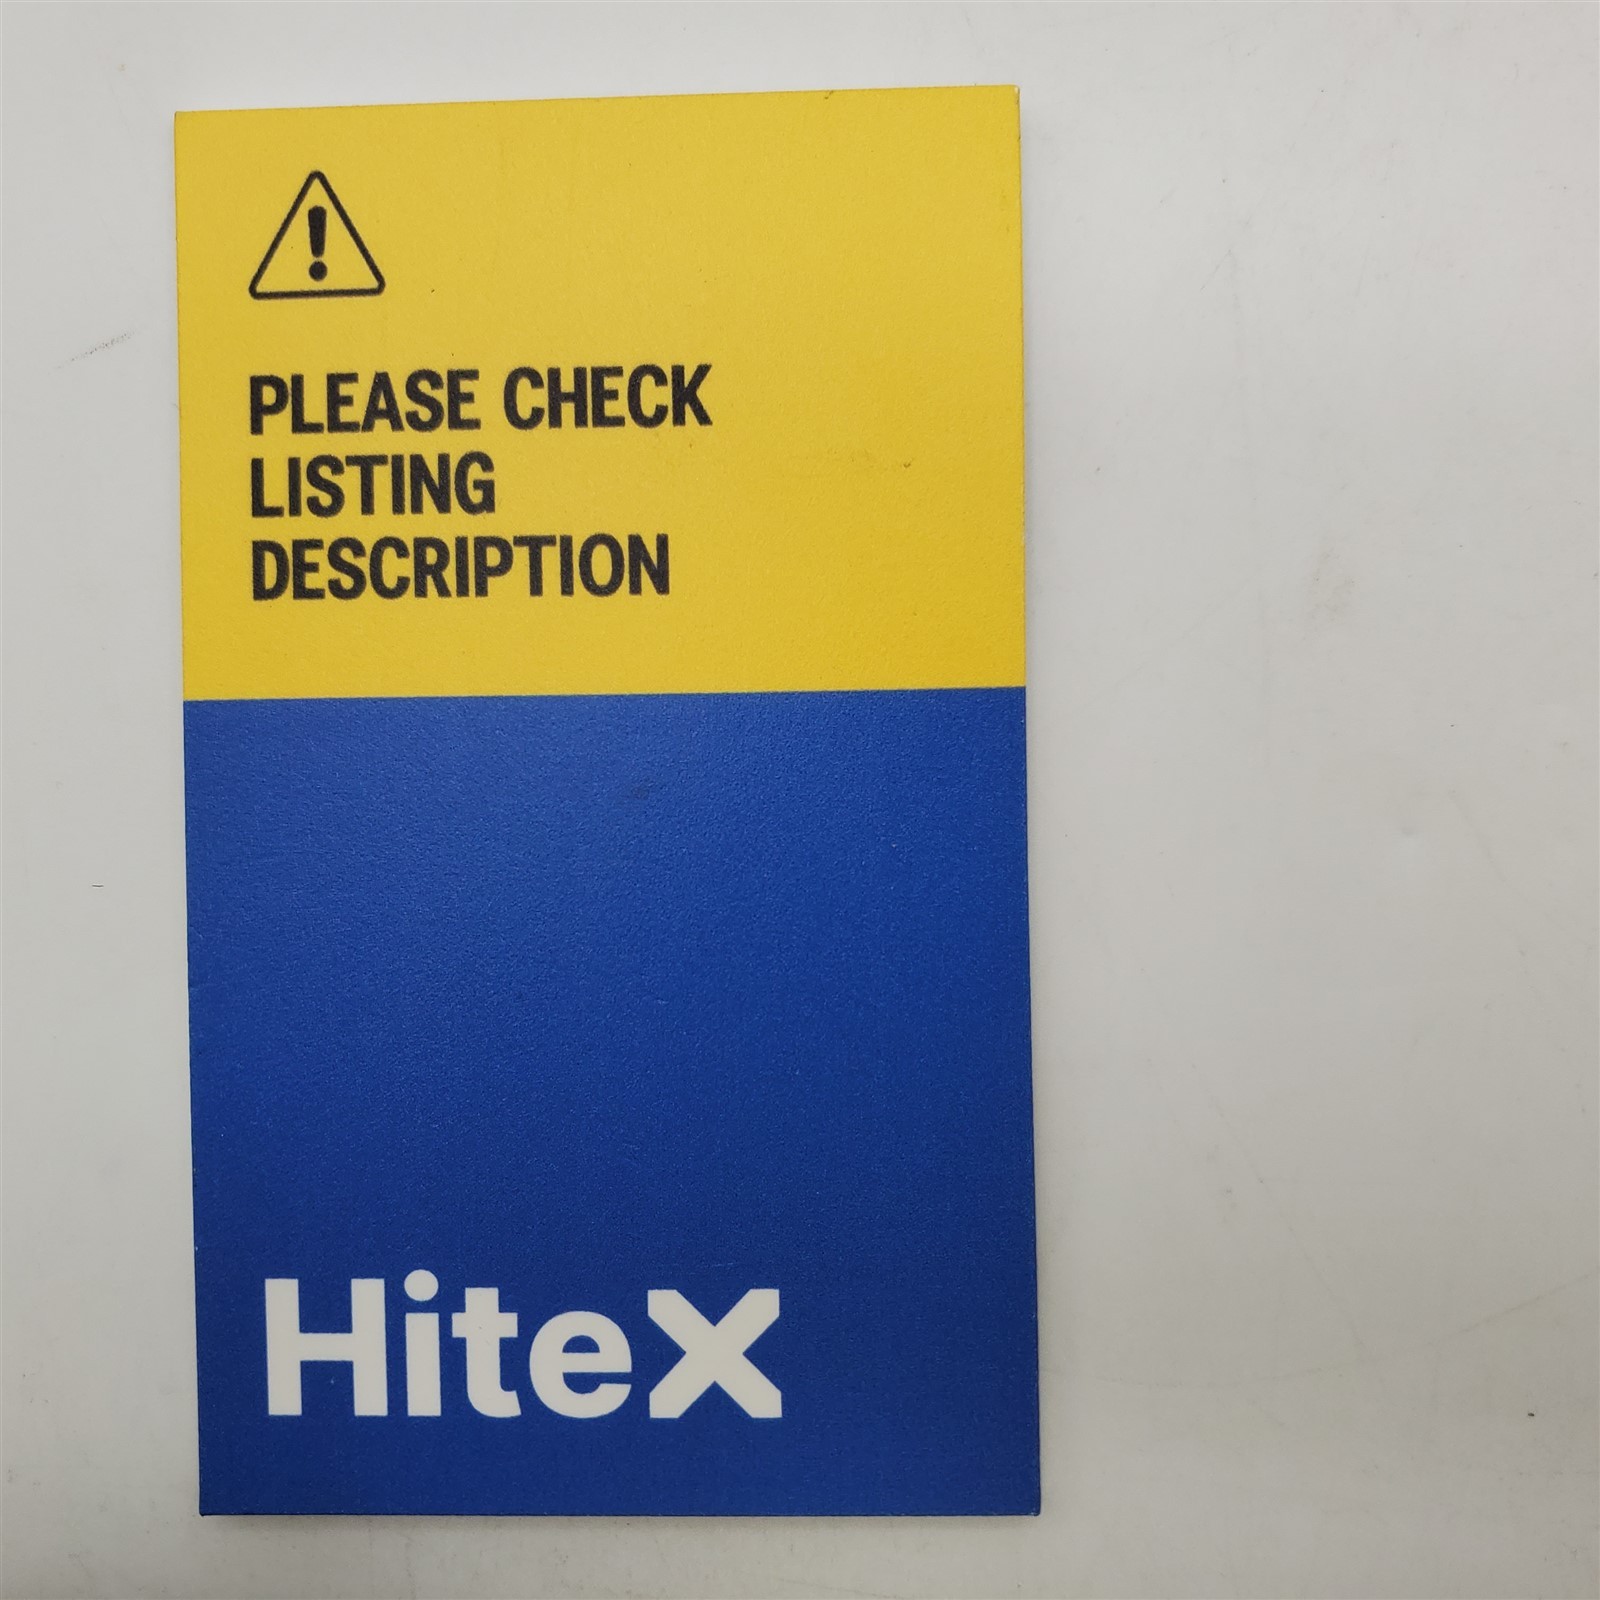 PLEASE CHECK
LISTING
DESCRIPTION
Hitex